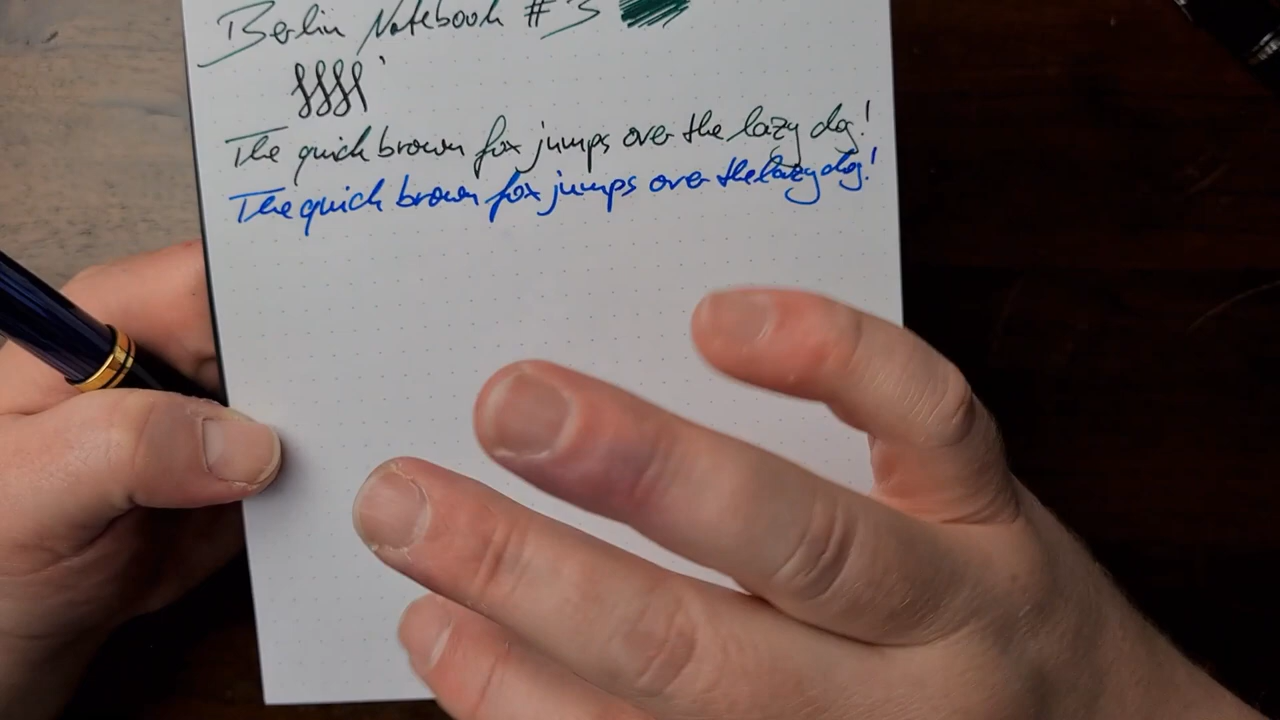 Berlin Notebook #3
The quick brown fox jumps over the lazy dog!
The quick brown fox jumps over the lazy dog!